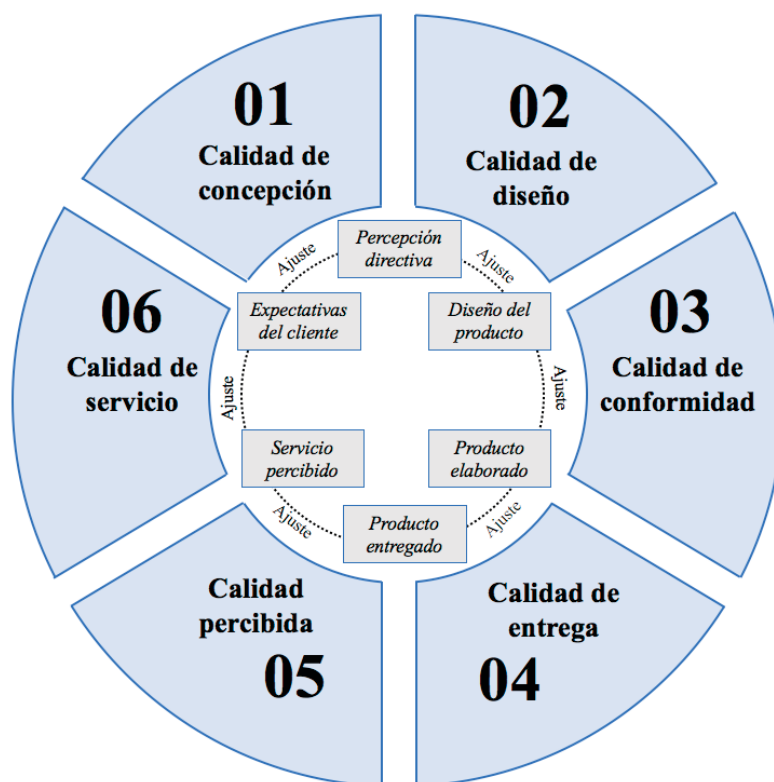 01
Calidad de
concepción
02
Calidad de
diseño
03
Calidad de
conformidad
Calidad de
entrega
04
Calidad
percibida
05
06
Calidad de
servicio
Percepción
directiva
Ajuste
Diseño del
producto
Ajuste
Producto
elaborado
Ajuste
Producto
entregado
Ajuste
Servicio
percibido
Ajuste
Expectativas
del cliente
Ajuste